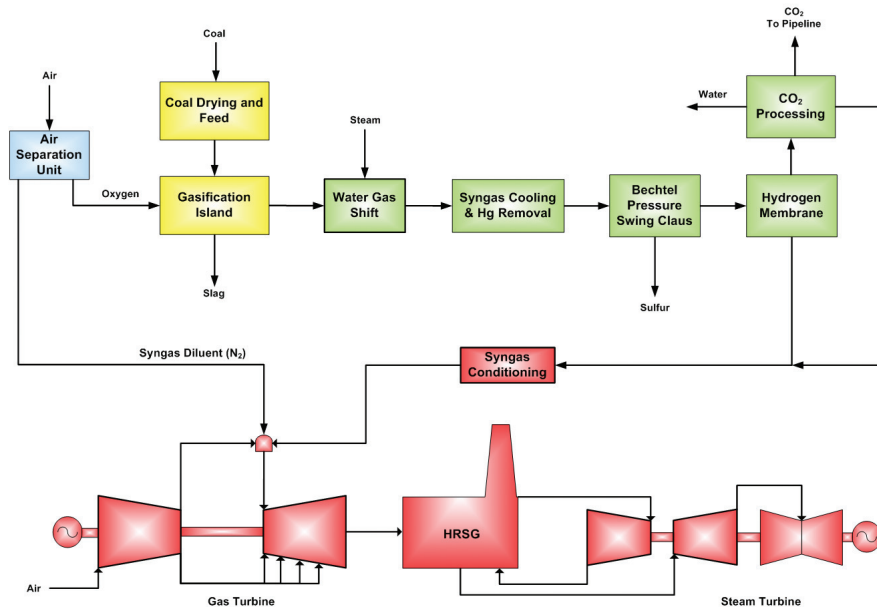 CO₂
To Pipeline
Coal
Air
Coal Drying and
Feed
Water
CO₂
Processing
Steam
Air
Separation
Unit
Oxygen
Gasification
Island
Water Gas
Shift
Syngas Cooling
& Hg Removal
Bechtel
Pressure
Swing Claus
Hydrogen
Membrane
Slag
Sulfur
Syngas Diluent (N₂)
Syngas
Conditioning
HRSG
Air
Gas Turbine
Steam Turbine